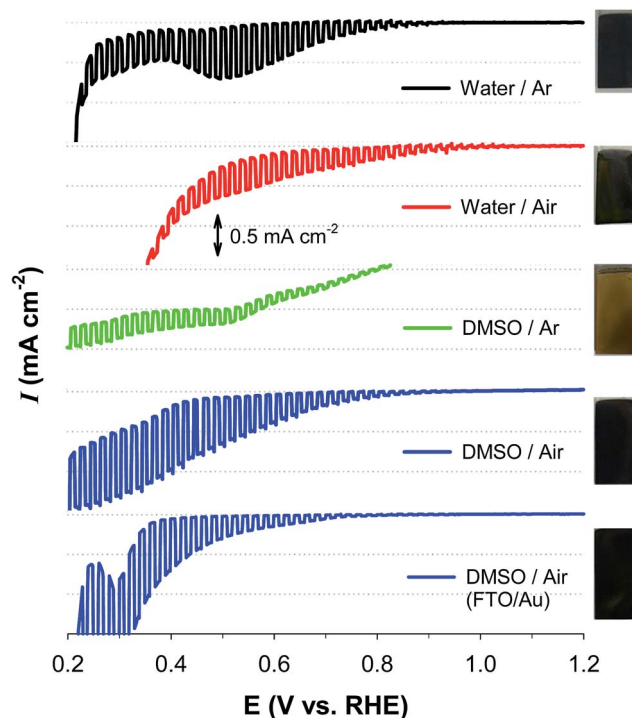 Water / Ar
Water / Air
0.5 mA cm⁻²
DMSO / Ar
DMSO / Air
DMSO / Air
(FTO/Au)
I (mA cm⁻²)
0.2 0.4 0.6 0.8 1.0 1.2
E (V vs. RHE)